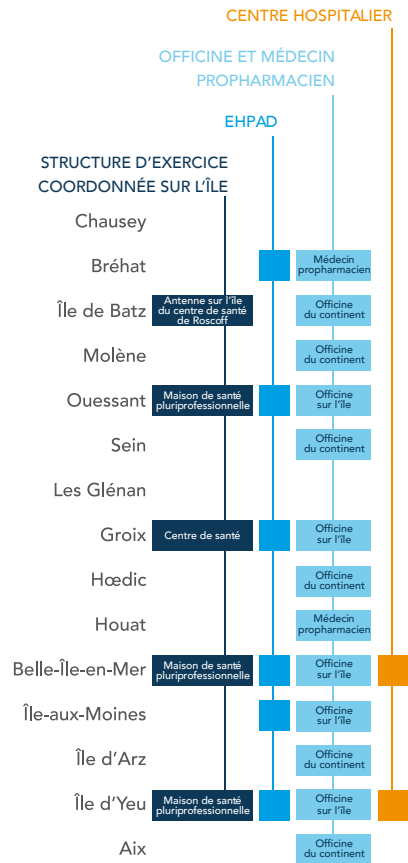 CENTRE HOSPITALIER
OFFICINE ET MÉDECIN
PROPHARMACIEN
EHPAD
STRUCTURE D'EXERCICE
COORDONNÉE SUR L'ÎLE
Chausey
Bréhat
Médecin
propharmacien
Île de Batz
Antenne sur l'île
du centre de santé
de Roscoff
Officine
du continent
Molène
Officine
du continent
Ouessant
Maison de santé
pluriprofessionnelle
Officine
sur l'île
Sein
Officine
du continent
Les Glénan
Groix
Centre de santé
Officine
sur l'île
Hœdic
Officine
du continent
Houat
Médecin
propharmacien
Belle-Île-en-Mer
Maison de santé
pluriprofessionnelle
Officine
sur l'île
Île-aux-Moines
Officine
sur l'île
Île d'Arz
Officine
du continent
Île d'Yeu
Maison de santé
pluriprofessionnelle
Officine
sur l'île
Aix
Officine
du continent